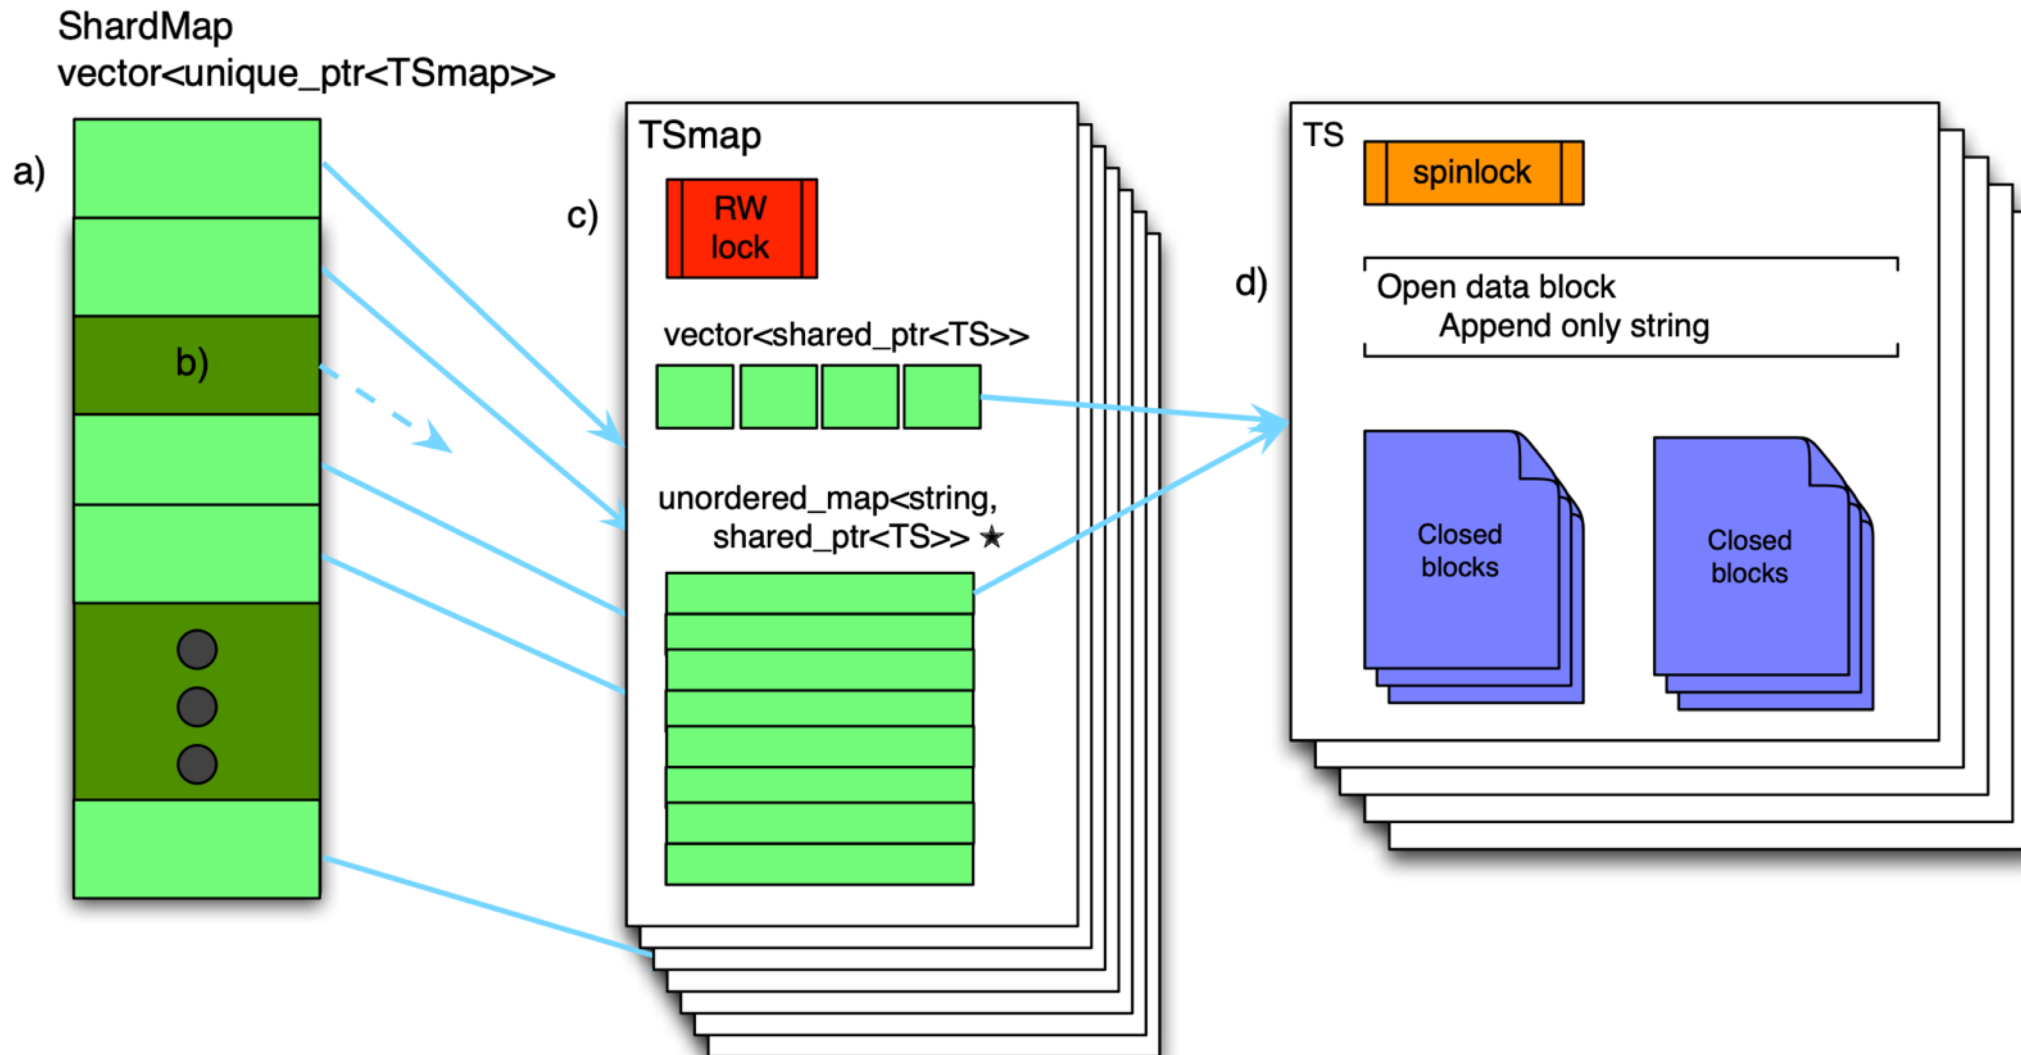 ShardMap
vector<unique_ptr<TSmap>>
a)
b)
c)
TSmap
RW
lock
vector<shared_ptr<TS>>
unordered_map<string,
shared_ptr<TS>> ★
d)
TS
spinlock
Open data block
Append only string
Closed
blocks
Closed
blocks